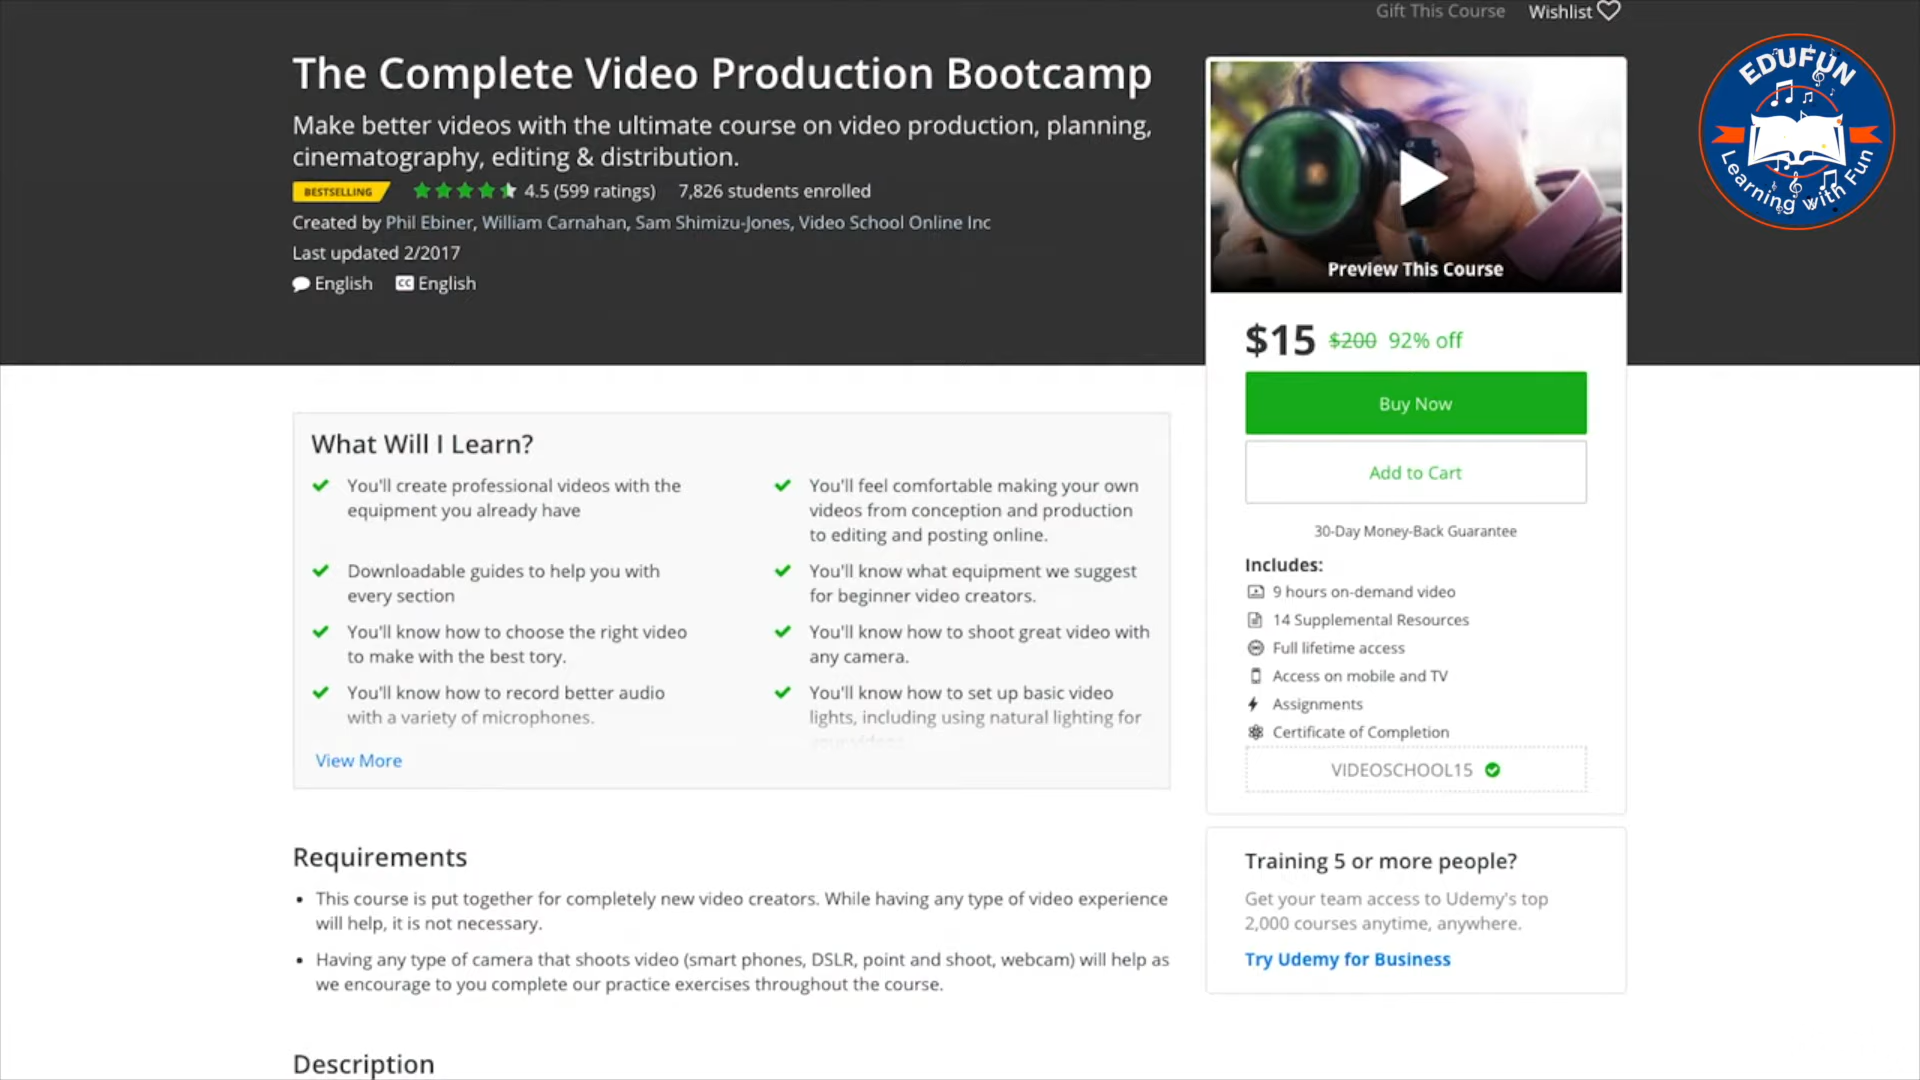 Gift This Course Wishlist
The Complete Video Production Bootcamp
Make better videos with the ultimate course on video production, planning,
cinematography, editing & distribution.
BESTSELLING 4.5 (599 ratings) 7,826 students enrolled
Created by Phil Ebiner, William Carnahan, Sam Shimizu-Jones, Video School Online Inc
Last updated 2/2017
English CC English
Preview This Course
EDUFUN
Learning with Fun
$15 $200 92% off
Buy Now
Add to Cart
30-Day Money-Back Guarantee
Includes:
9 hours on-demand video
14 Supplemental Resources
Full lifetime access
Access on mobile and TV
Assignments
Certificate of Completion
VIDEOSCHOOL15
What Will I Learn?
You'll create professional videos with the
equipment you already have
You'll feel comfortable making your own
videos from conception and production
to editing and posting online.
Downloadable guides to help you with
every section
You'll know what equipment we suggest
for beginner video creators.
You'll know how to choose the right video
to make with the best tory.
You'll know how to shoot great video with
any camera.
You'll know how to record better audio
with a variety of microphones.
You'll know how to set up basic video
lights, including using natural lighting for
View More
Requirements
This course is put together for completely new video creators. While having any type of video experience
will help, it is not necessary.
Having any type of camera that shoots video (smart phones, DSLR, point and shoot, webcam) will help as
we encourage to you complete our practice exercises throughout the course.
Training 5 or more people?
Get your team access to Udemy's top
2,000 courses anytime, anywhere.
Try Udemy for Business
Description